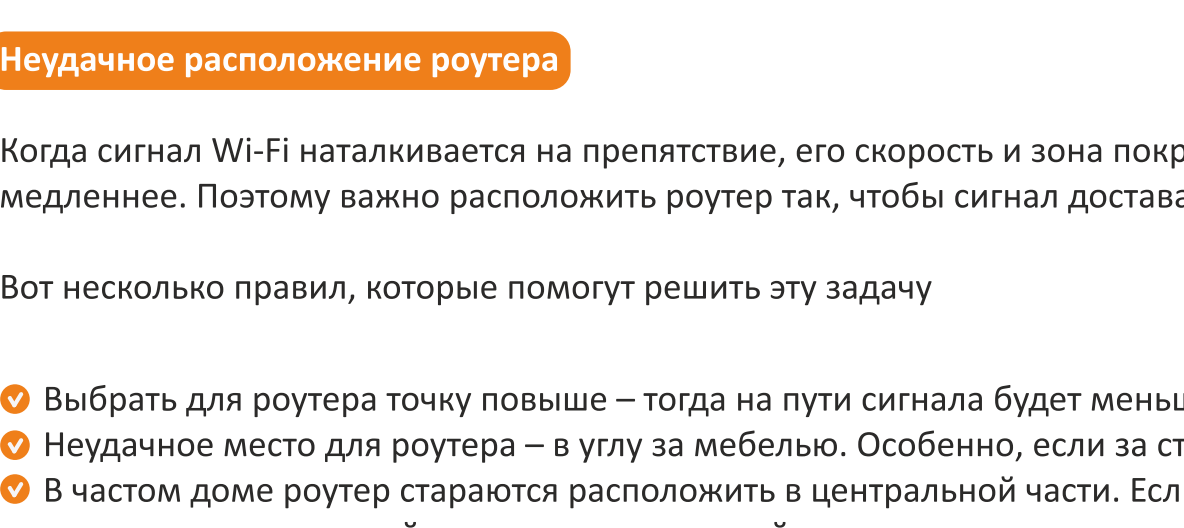 Неудачное расположение роутера
Когда сигнал Wi-Fi наталкивается на препятствие, его скорость и зона покр
медленнее. Поэтому важно расположить роутер так, чтобы сигнал достава
Вот несколько правил, которые помогут решить эту задачу
Выбрать для роутера точку повыше – тогда на пути сигнала будет меньш
Неудачное место для роутера – в углу за мебелью. Особенно, если за ст
В частом доме роутер стараются расположить в центральной части. Есл